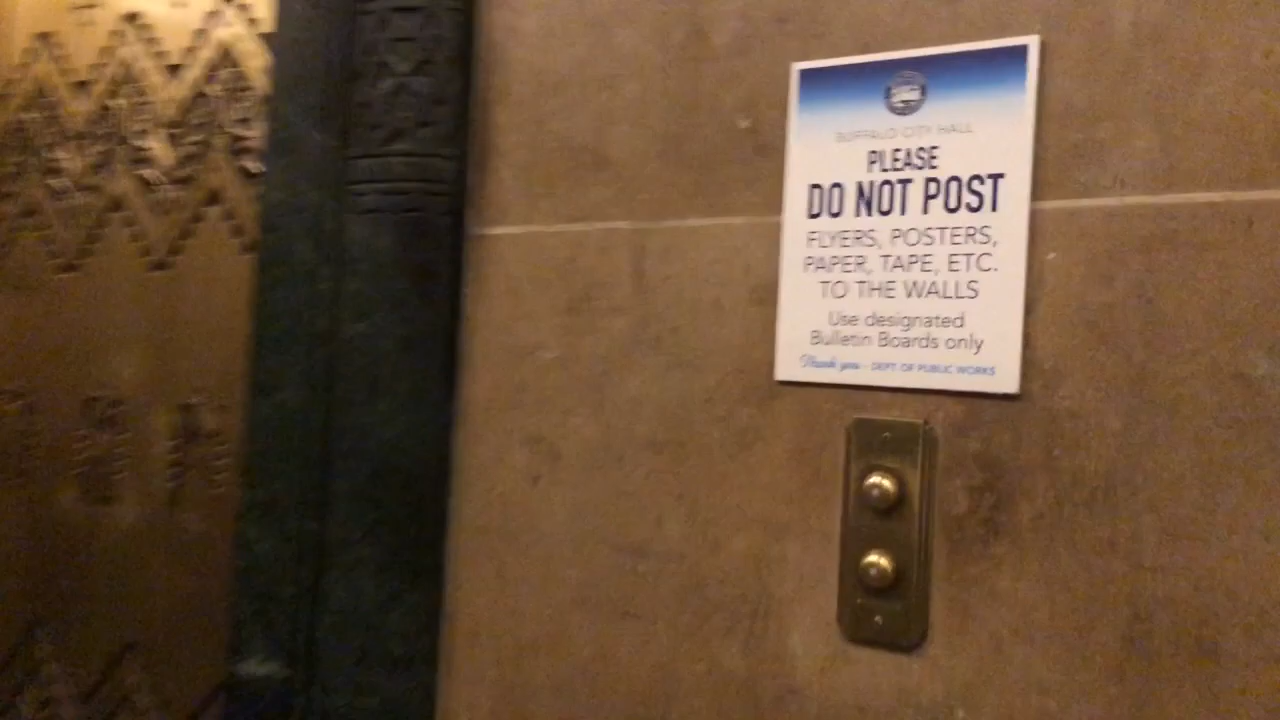 BUFFALO CITY HALL
PLEASE
DO NOT POST
FLYERS, POSTERS,
PAPER, TAPE, ETC.
TO THE WALLS
Use designated
Bulletin Boards only
Thank you - DEPT. OF PUBLIC WORKS